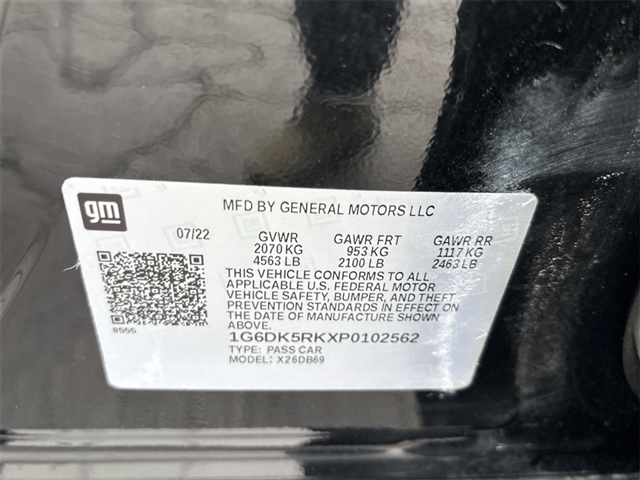 gm
MFD BY GENERAL MOTORS LLC
07/22 GVWR GAWR FRT GAWR RR
2070 KG 953 KG 1117 KG
4563 LB 2100 LB 2463 LB
THIS VEHICLE CONFORMS TO ALL
APPLICABLE U.S. FEDERAL MOTOR
VEHICLE SAFETY, BUMPER, AND THEFT
PREVENTION STANDARDS IN EFFECT ON
THE DATE OF MANUFACTURE SHOWN
ABOVE.
1G6DK5RKXP0102562
TYPE: PASS CAR
MODEL: X26DB69